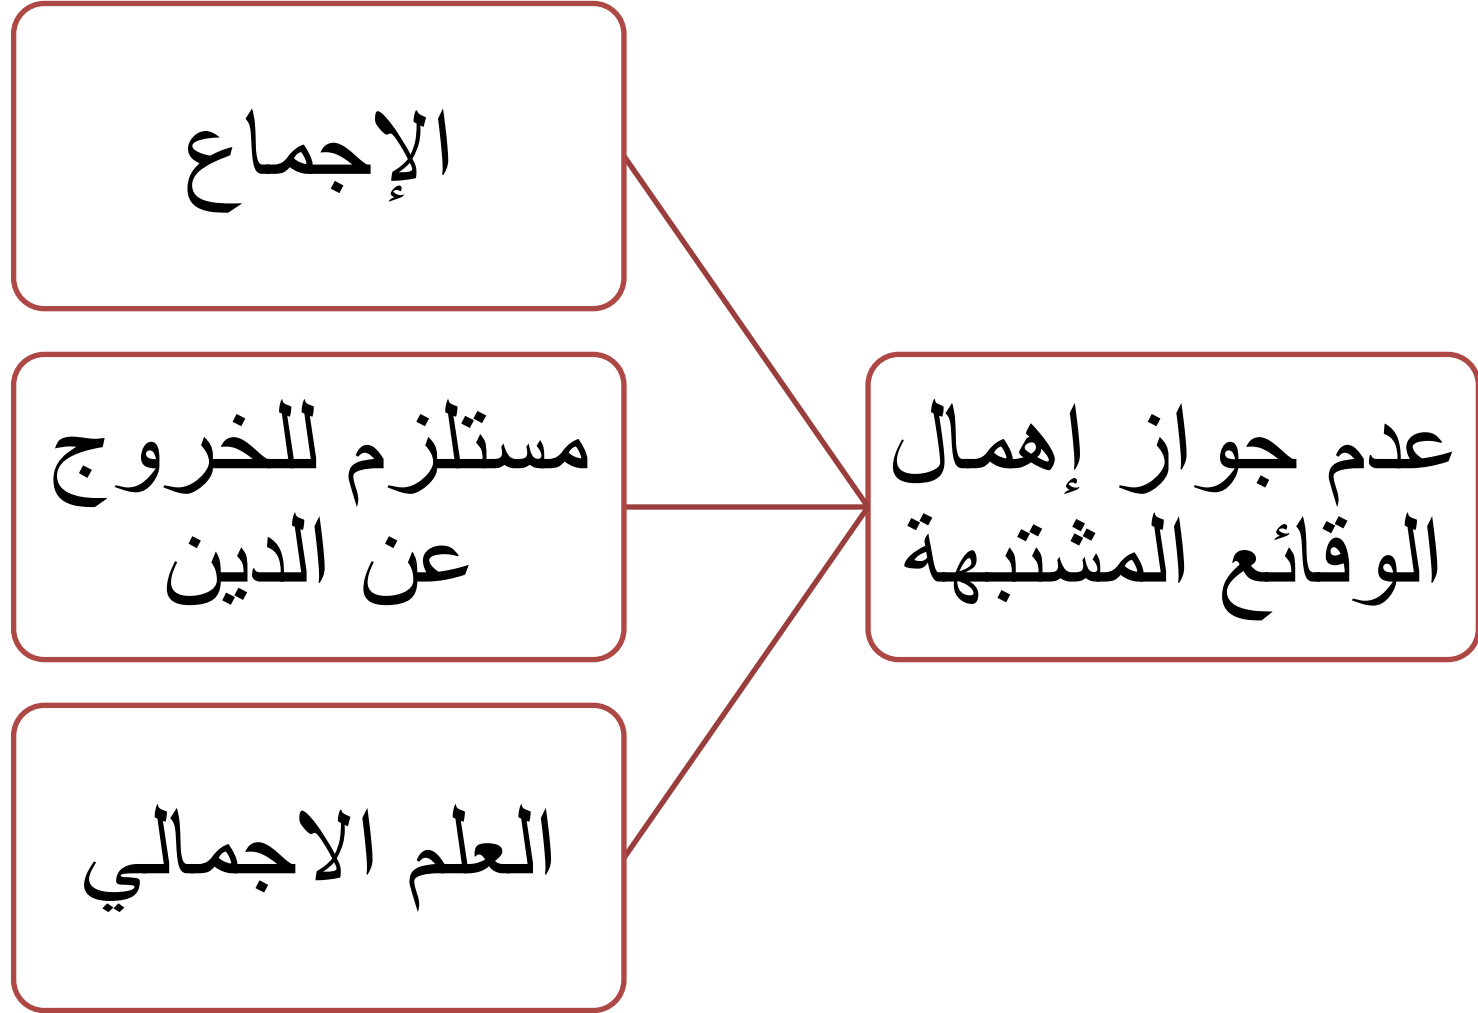 عدم جواز إهمال
الوقائع المشتبهة
الإجماع
مستلزم للخروج
عن الدين
العلم الاجمالي